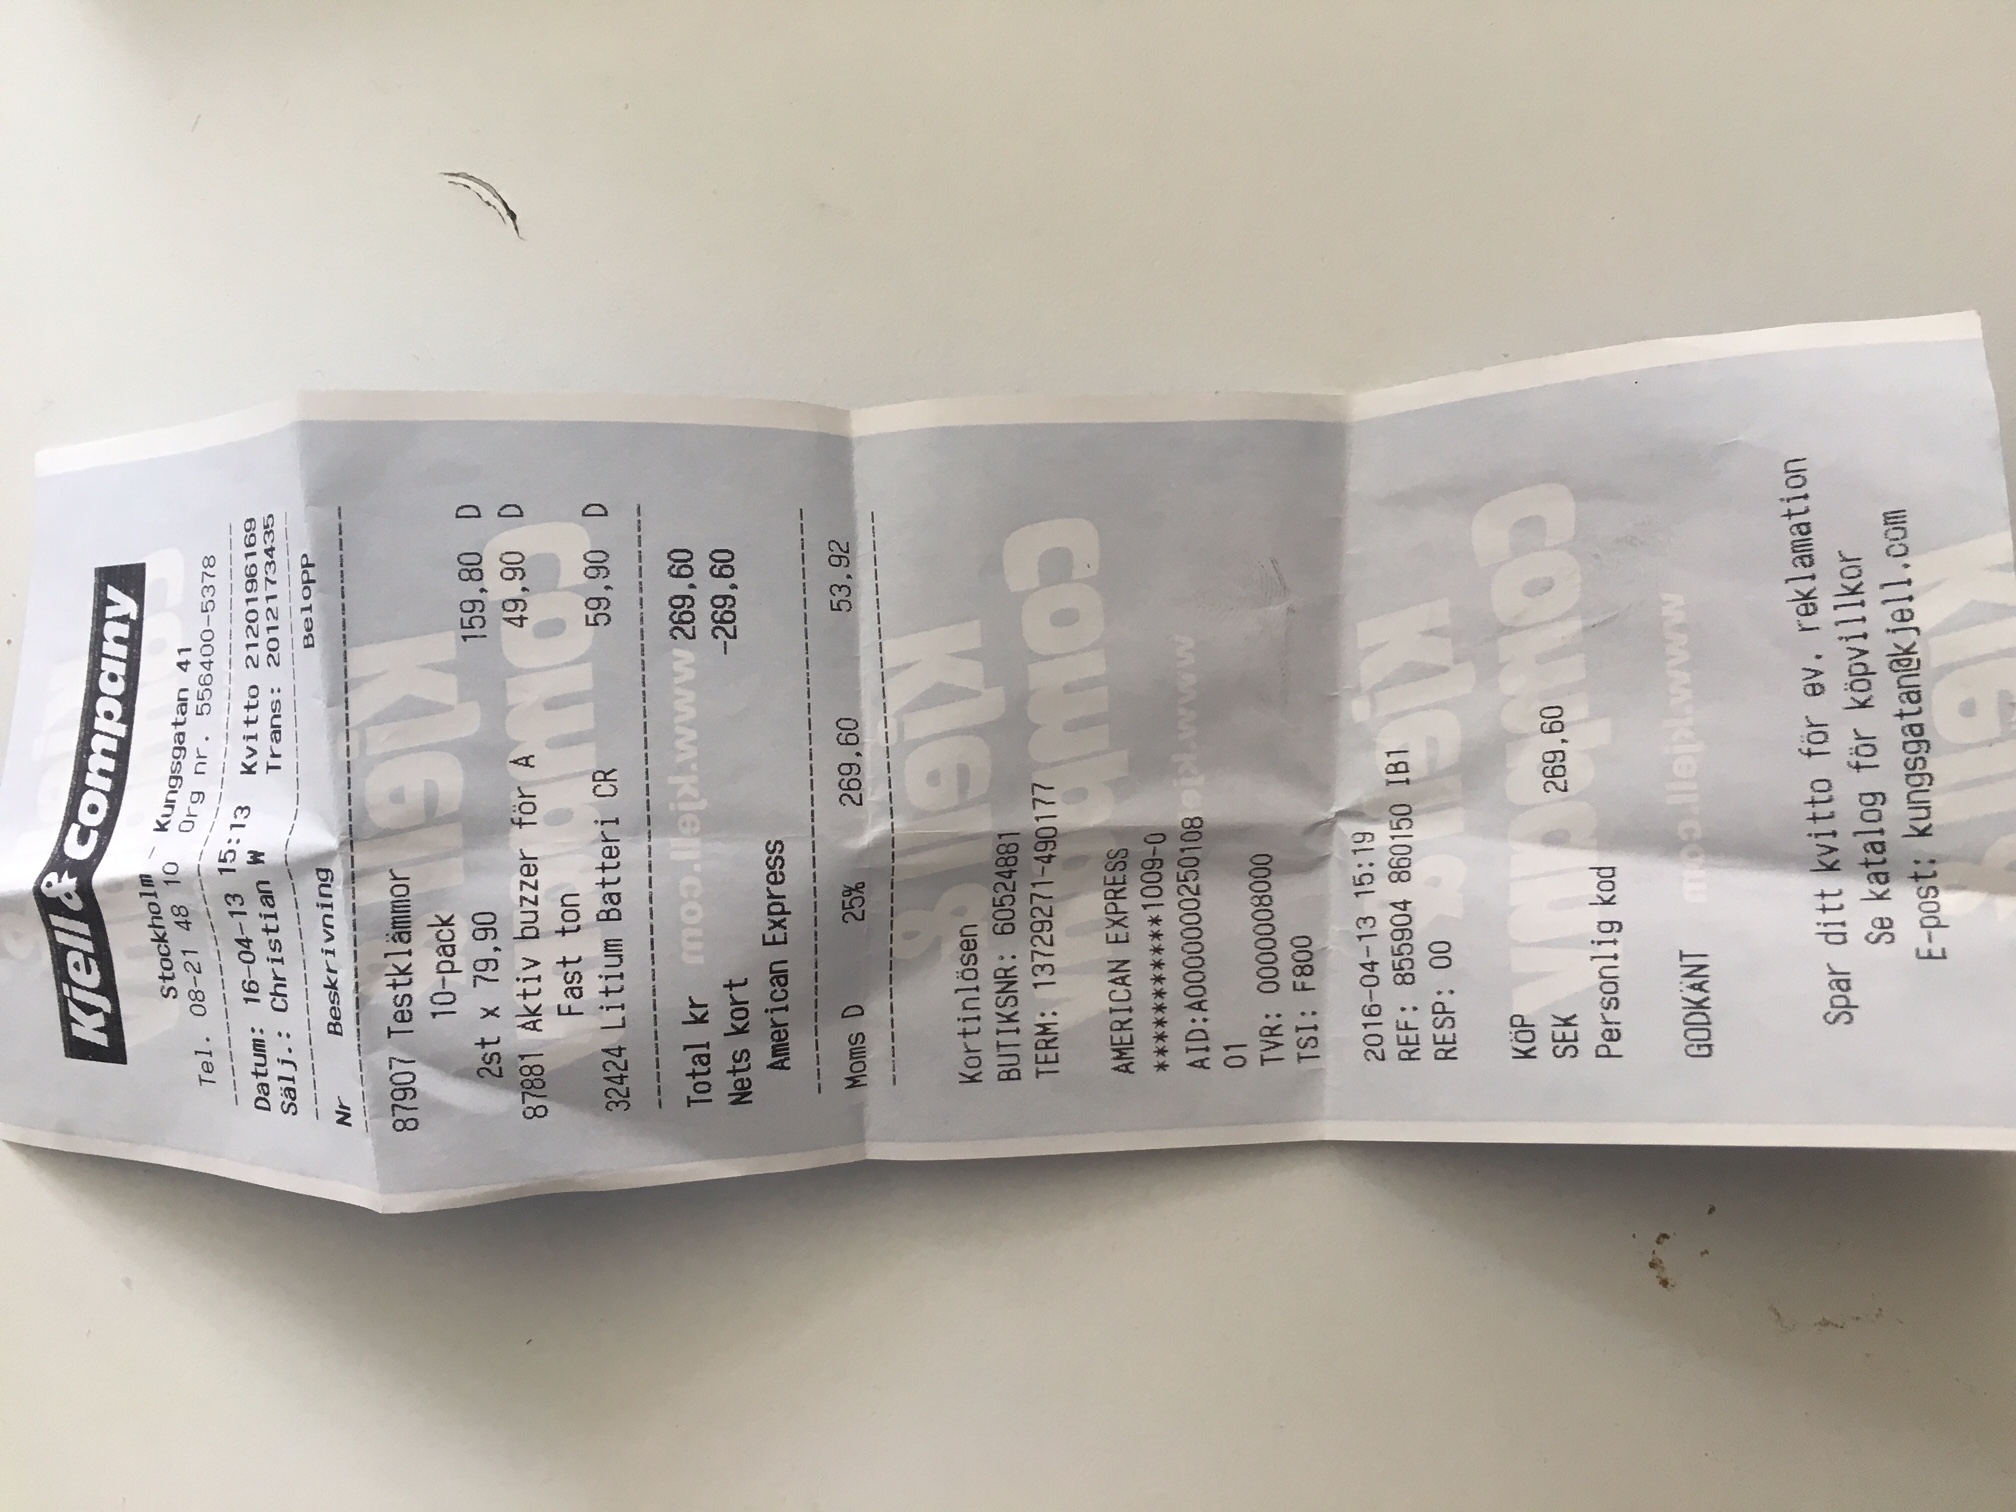 Kjell & Company
Stockholm - Kungsgatan 41
Tel. 08-21 48 10 Org nr. 556400-5378
Datum: 16-04-13 15:13 Kvitto 2120196169
Sälj.: Christian W Trans: 2012173435
Nr Beskrivning Belopp
87907 Testklämmor
10-pack
2st x 79,90 159,80 D
87881 Aktiv buzzer för A 49,90 D
Fast ton
32424 Litium Batteri CR 59,90 D
Total kr 269,60
Nets kort -269,60
American Express
Moms D 25% 269,60 53,92
Kortinlösen
BUTIKSNR: 60524881
TERM: 13729271-490177
AMERICAN EXPRESS
***********1009-0
AID:A0000000250108
01
TVR: 0000008000
TSI: F800
2016-04-13 15:19
REF: 855904 860150 IB1
RESP: 00
KÖP
SEK 269,60
Personlig kod
GODKÄNT
Spar ditt kvitto för ev. reklamation
Se katalog för köpvillkor
E-post: kungsgatan@kjell.com